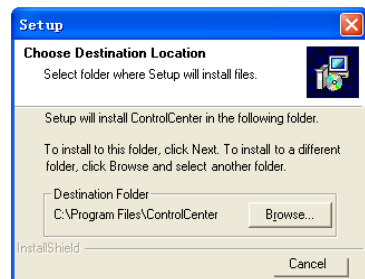 Setup
Choose Destination Location
Select folder where Setup will install files.
Setup will install ControlCenter in the following folder.
To install to this folder, click Next. To install to a different
folder, click Browse and select another folder.
Destination Folder
C:\Program Files\ControlCenter
Browse...
InstallShield
Cancel